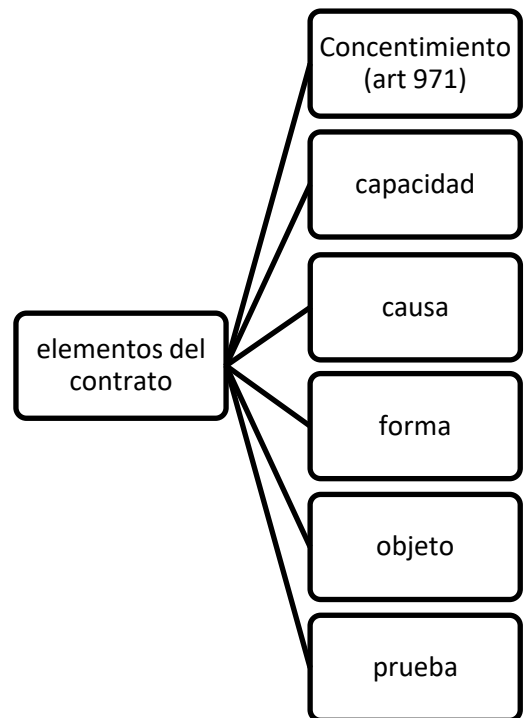 elementos del
contrato
Concentimiento
(art 971)
capacidad
causa
forma
objeto
prueba